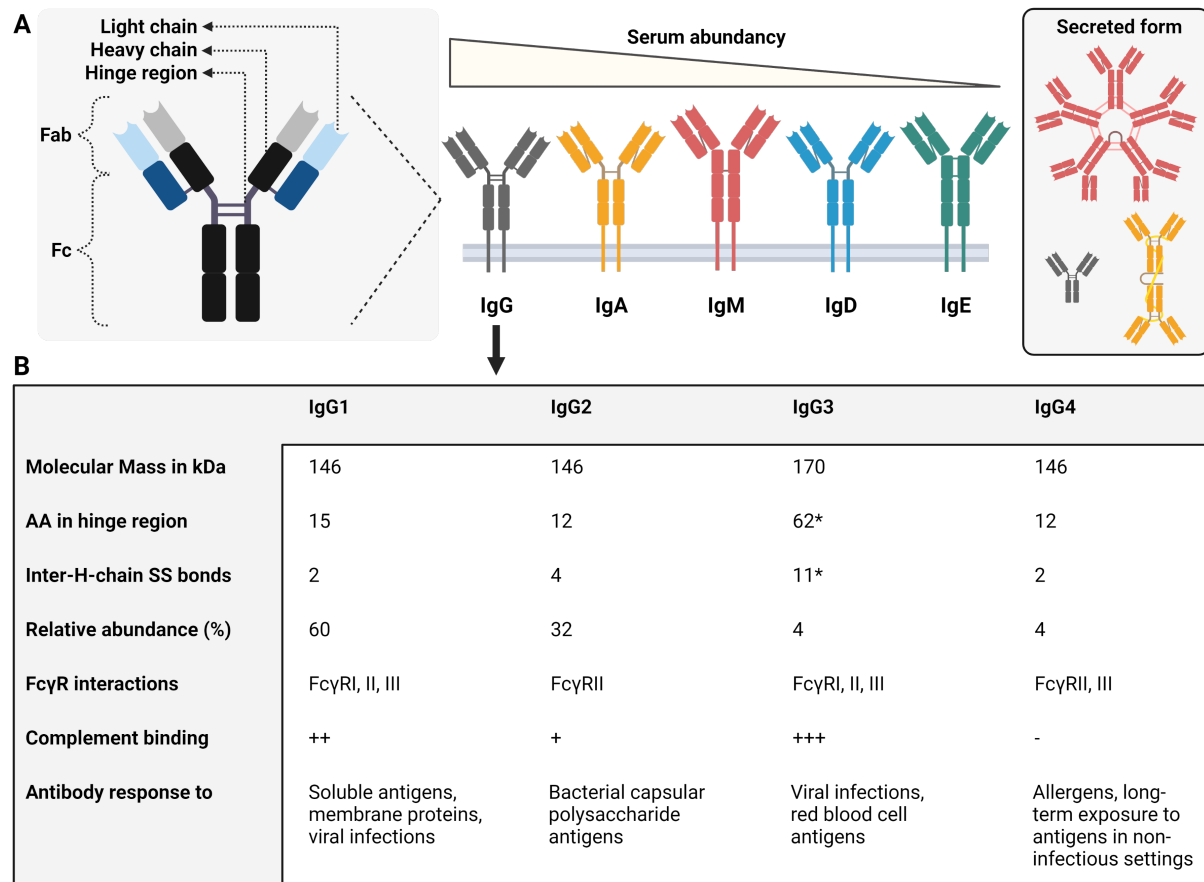 A
Light chain
Heavy chain
Hinge region
Fab
Fc
Serum abundancy
IgG
IgA
IgM
IgD
IgE
Secreted form
B
IgG1 IgG2 IgG3 IgG4
Molecular Mass in kDa 146 146 170 146
AA in hinge region 15 12 62* 12
Inter-H-chain SS bonds 2 4 11* 2
Relative abundance (%) 60 32 4 4
FcγR interactions FcγRI, II, III FcγRII FcγRI, II, III FcγRII, III
Complement binding ++ + +++ -
Antibody response to
Soluble antigens,
membrane proteins,
viral infections
Bacterial capsular
polysaccharide
antigens
Viral infections,
red blood cell
antigens
Allergens, long-
term exposure to
antigens in non-
infectious settings